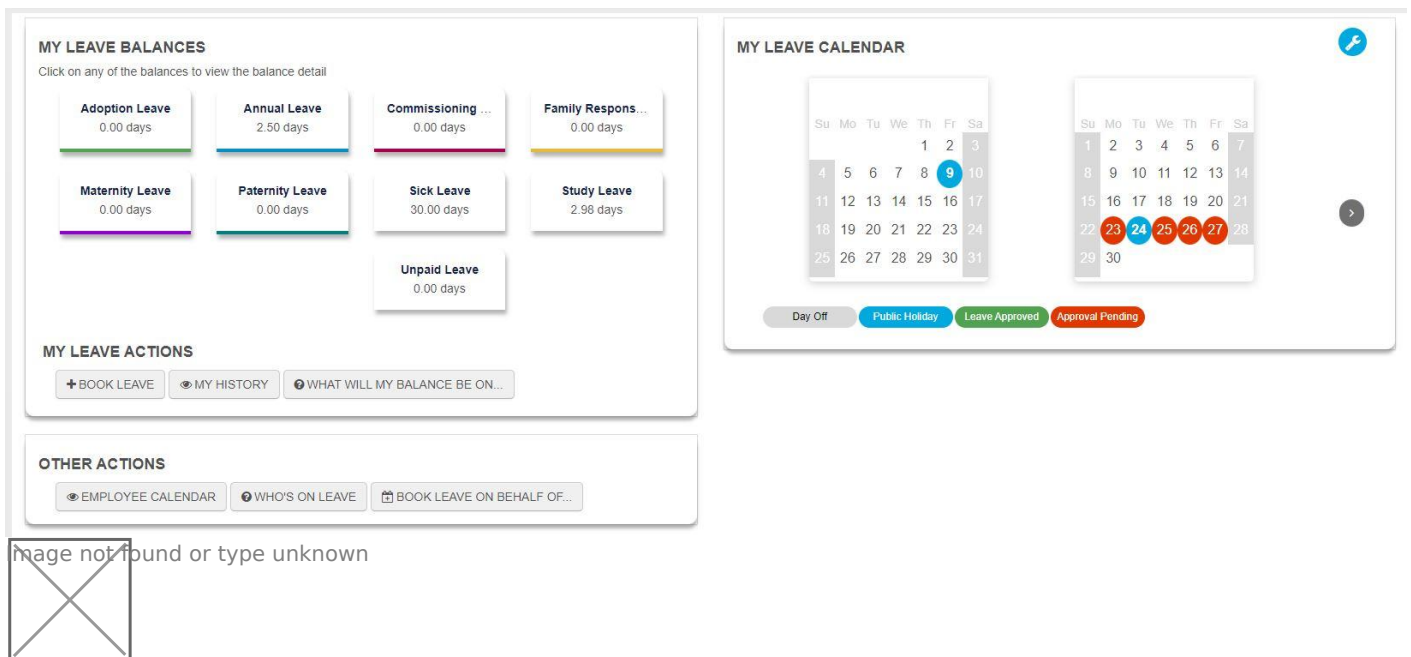 MY LEAVE BALANCES
Click on any of the balances to view the balance detail
Adoption Leave
0.00 days
Annual Leave
2.50 days
Commissioning ...
0.00 days
Family Respons...
0.00 days
Maternity Leave
0.00 days
Paternity Leave
0.00 days
Sick Leave
30.00 days
Study Leave
2.98 days
Unpaid Leave
0.00 days
MY LEAVE ACTIONS
BOOK LEAVE
MY HISTORY
WHAT WILL MY BALANCE BE ON...
OTHER ACTIONS
EMPLOYEE CALENDAR
WHO'S ON LEAVE
BOOK LEAVE ON BEHALF OF...
MY LEAVE CALENDAR
Su Mo Tu We Th Fr Sa
1 2 3
4 5 6 7 8 9 10
11 12 13 14 15 16 17
18 19 20 21 22 23 24
25 26 27 28 29 30 31
Su Mo Tu We Th Fr Sa
1 2 3 4 5 6 7
8 9 10 11 12 13 14
15 16 17 18 19 20 21
22 23 24 25 26 27 28
29 30
Day Off
Public Holiday
Leave Approved
Approval Pending
Image not found or type unknown